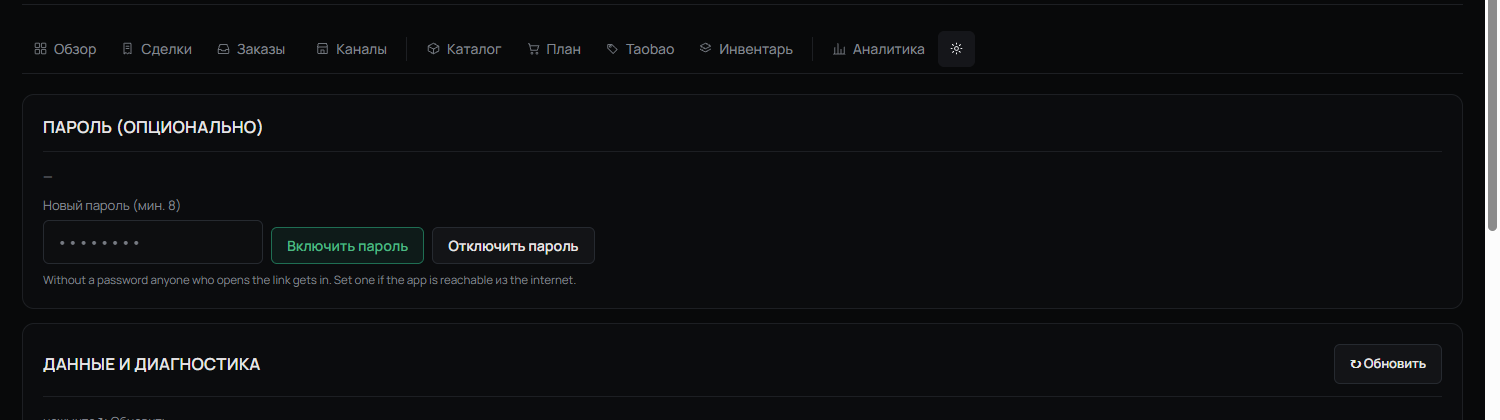 Обзор Сделки Заказы Каналы Каталог План Taobao Инвентарь Аналитика
ПАРОЛЬ (ОПЦИОНАЛЬНО)
—
Новый пароль (мин. 8)
•••••••• Включить пароль Отключить пароль
Without a password anyone who opens the link gets in. Set one if the app is reachable из the internet.
ДАННЫЕ И ДИАГНОСТИКА ↻ Обновить